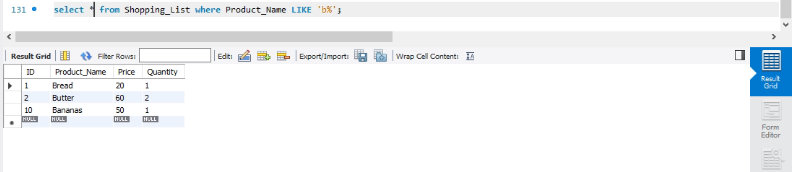 131 select * from Shopping_List where Product_Name LIKE 'b%';
Result Grid Filter Rows: Edit: Export/Import: Wrap Cell Content: IA
ID Product_Name Price Quantity
1 Bread 20 1
2 Butter 60 2
10 Bananas 50 1
NULL NULL NULL NULL
Result
Grid
Form
Editor